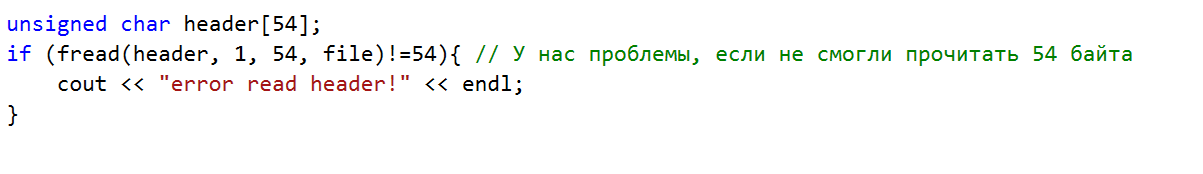 unsigned char header[54];
if (fread(header, 1, 54, file)!=54){ // У нас проблемы, если не смогли прочитать 54 байта
    cout << "error read header!" << endl;
}